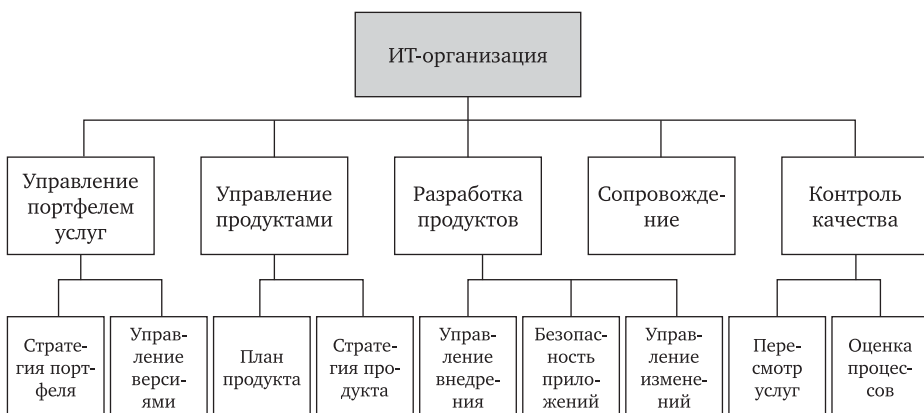 ИТ-организация
Управление
портфелем
услуг
Управление
продуктами
Разработка
продуктов
Сопровожде-
ние
Контроль
качества
Страте-
гия порт-
феля
Управ-
ление
верси-
ями
План
продукта
Страте-
гия про-
дукта
Управ-
ление
внедре-
ния
Безопас-
ность
прило-
жений
Управ-
ление
измене-
ний
Пере-
смотр
услуг
Оценка
процес-
сов